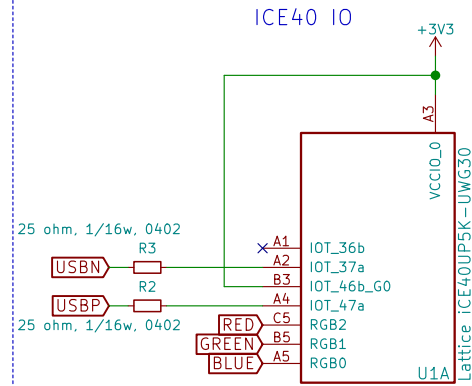 ICE40 IO
+3V3
A3
VCCIO_0
Lattice iCE40UP5K-UWG30
25 ohm, 1/16w, 0402
R3
USBN
A1 IOT_36b
A2 IOT_37a
B3 IOT_46b_G0
R2
USBP
A4 IOT_47a
25 ohm, 1/16w, 0402
RED C5 RGB2
GREEN B5 RGB1
BLUE A5 RGB0
U1A